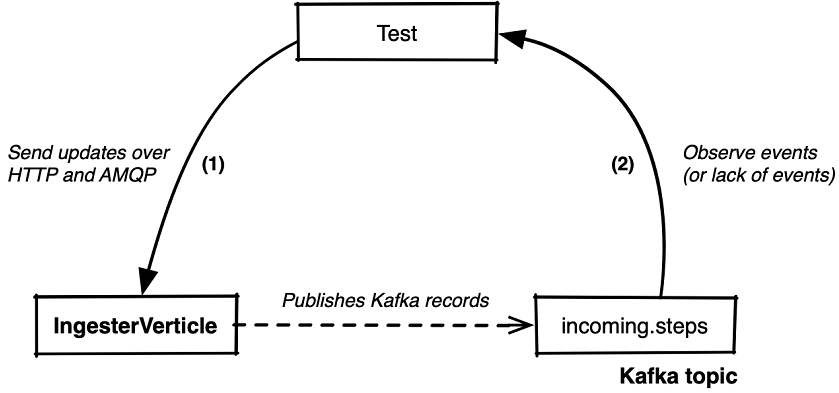 Test
Send updates over
HTTP and AMQP
(1)
(2)
Observe events
(or lack of events)
IngesterVerticle
Publishes Kafka records
incoming.steps
Kafka topic